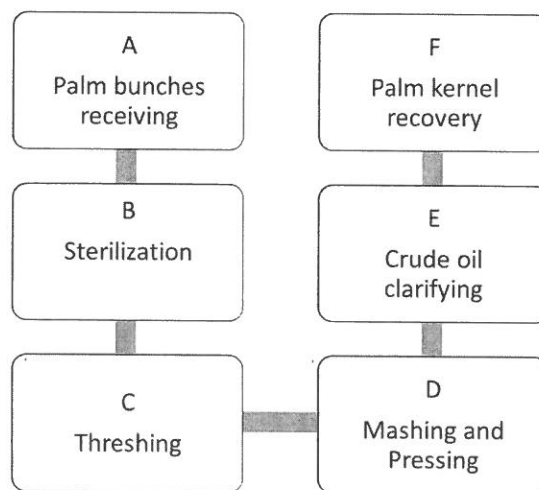 A
Palm bunches
receiving
B
Sterilization
C
Threshing
D
Mashing and
Pressing
E
Crude oil
clarifying
F
Palm kernel
recovery